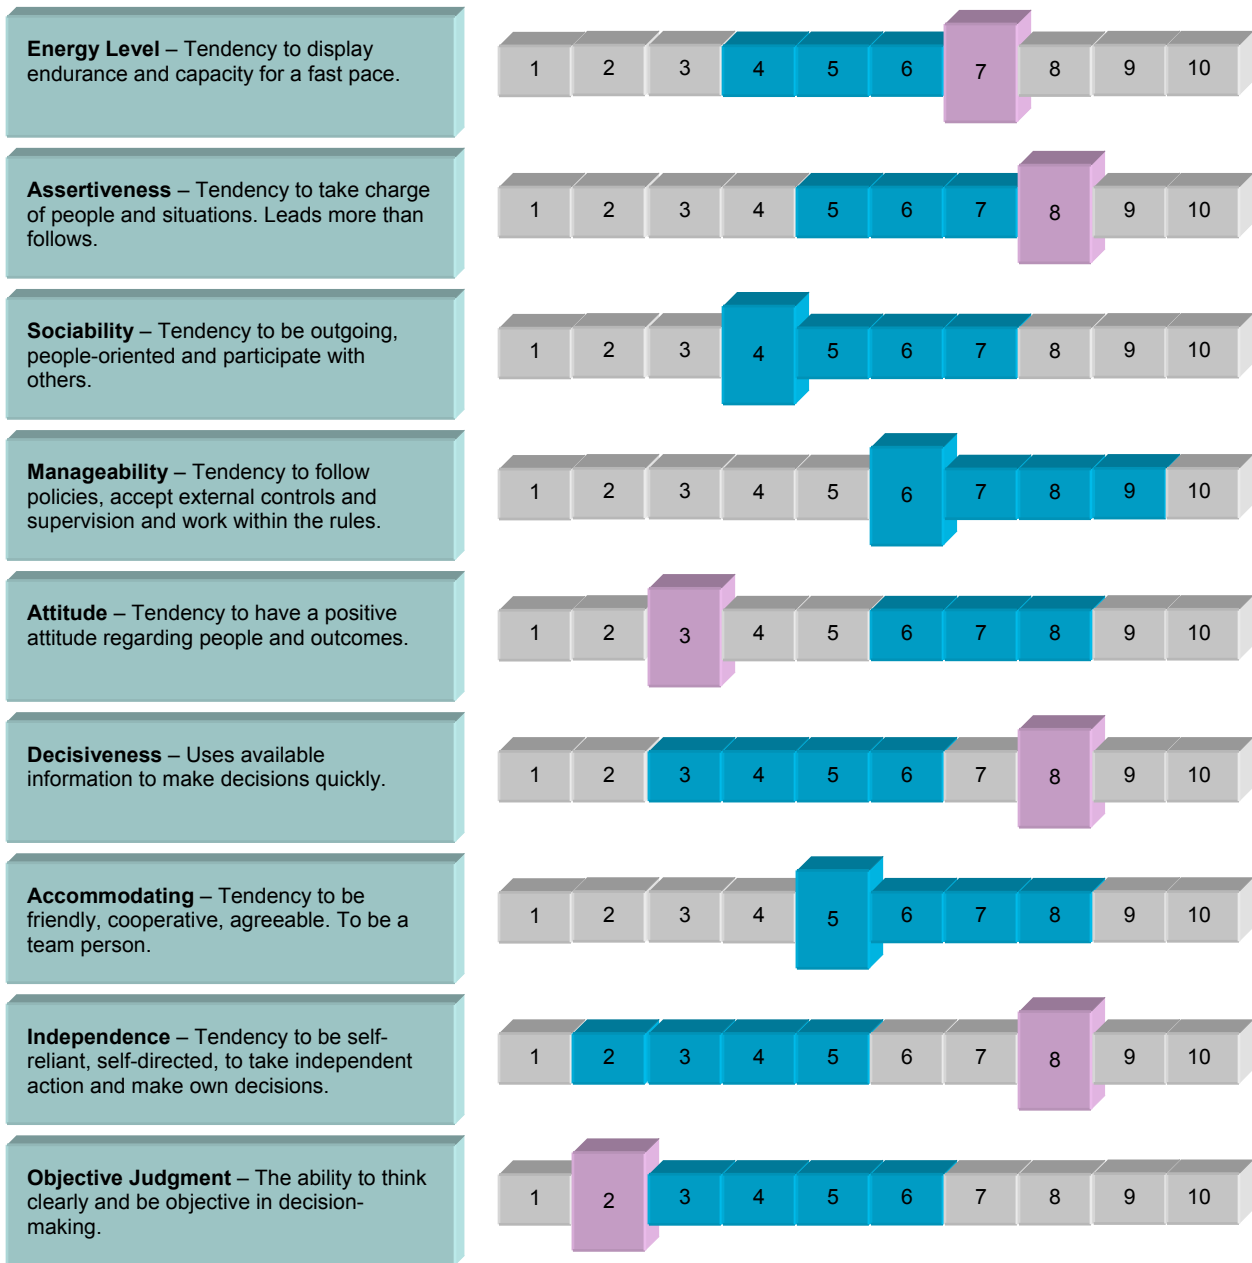 Energy Level – Tendency to display
endurance and capacity for a fast pace.
1 2 3 4 5 6 7 8 9 10
Assertiveness – Tendency to take charge
of people and situations. Leads more than
follows.
1 2 3 4 5 6 7 8 9 10
Sociability – Tendency to be outgoing,
people-oriented and participate with
others.
1 2 3 4 5 6 7 8 9 10
Manageability – Tendency to follow
policies, accept external controls and
supervision and work within the rules.
1 2 3 4 5 6 7 8 9 10
Attitude – Tendency to have a positive
attitude regarding people and outcomes.
1 2 3 4 5 6 7 8 9 10
Decisiveness – Uses available
information to make decisions quickly.
1 2 3 4 5 6 7 8 9 10
Accommodating – Tendency to be
friendly, cooperative, agreeable. To be a
team person.
1 2 3 4 5 6 7 8 9 10
Independence – Tendency to be self-
reliant, self-directed, to take independent
action and make own decisions.
1 2 3 4 5 6 7 8 9 10
Objective Judgment – The ability to think
clearly and be objective in decision-
making.
1 2 3 4 5 6 7 8 9 10